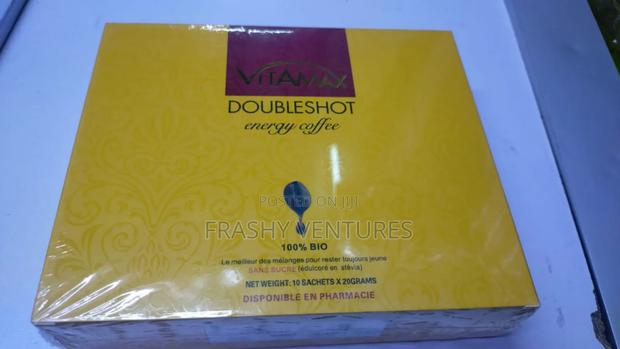 VITAMAX
DOUBLESHOT
energy coffee
POSTED ON JIJI
FRASHY VENTURES
100% BIO
Le meilleur des mélanges pour rester toujours jeune
SANS SUCRE (édulcoré en stévia)
NET WEIGHT: 10 SACHETS X 20GRAMS
DISPONIBLE EN PHARMACIE